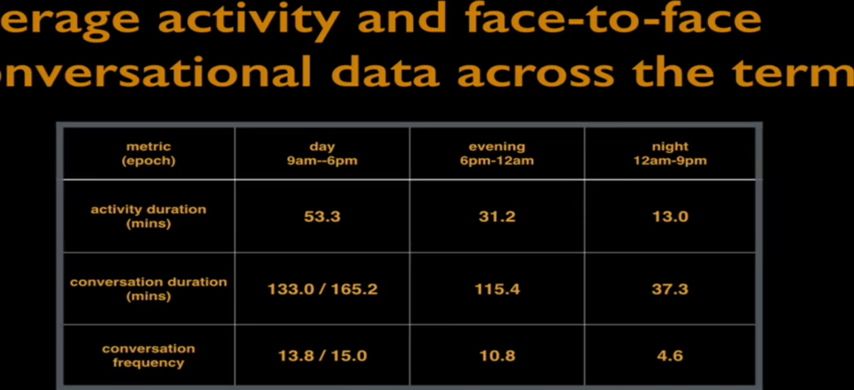 erage activity and face-to-face
onversational data across the term
metric day evening night
(epoch) 9am--6pm 6pm-12am 12am-9pm
activity duration
(mins) 53.3 31.2 13.0
conversation duration
(mins) 133.0 / 165.2 115.4 37.3
conversation
frequency 13.8 / 15.0 10.8 4.6